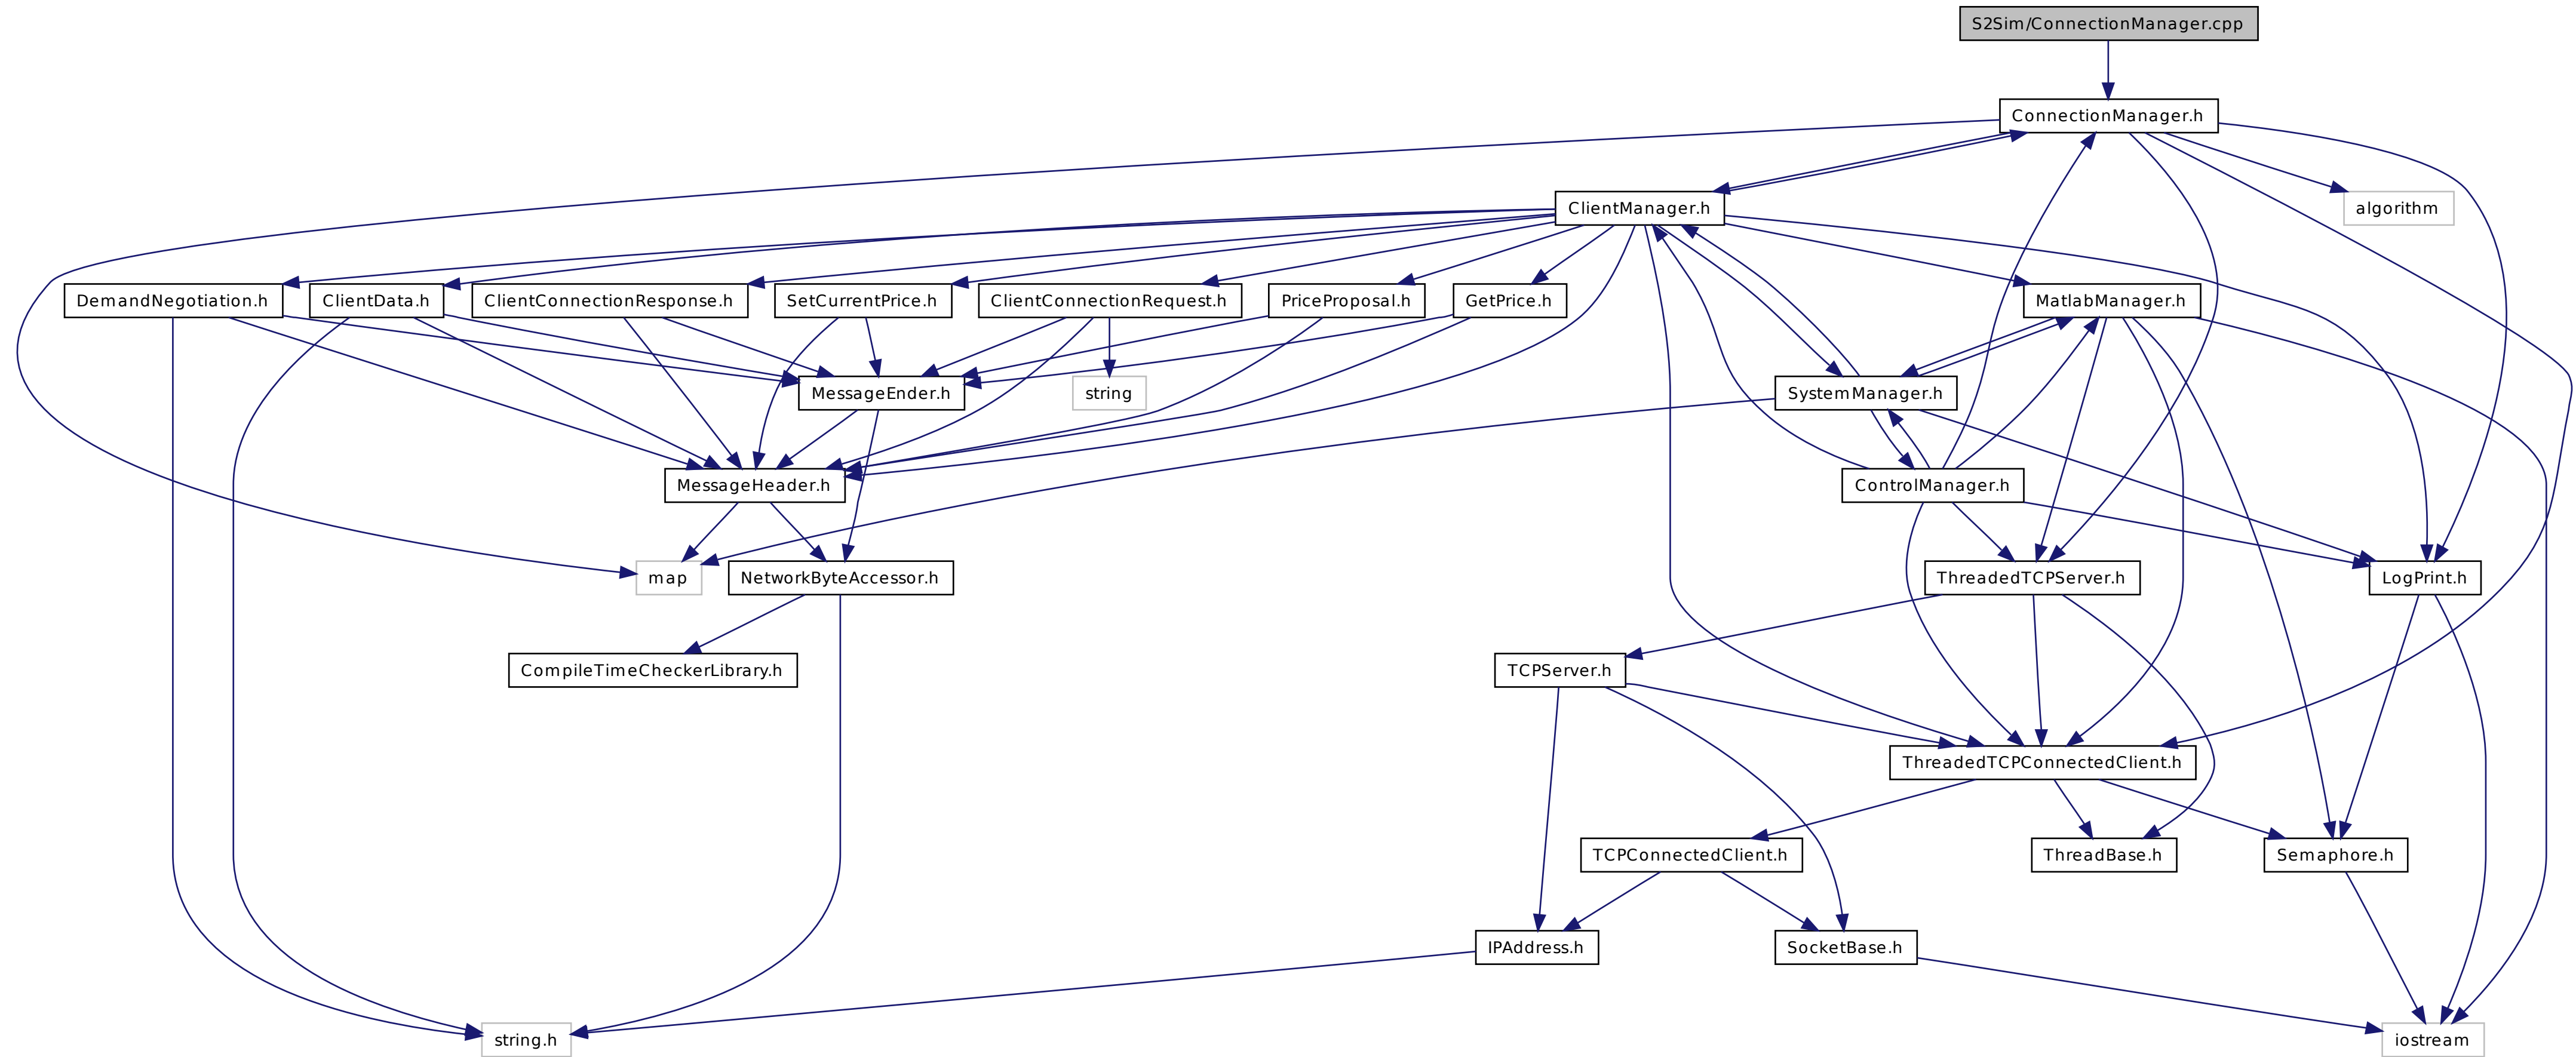 S2Sim/ConnectionManager.cpp
ConnectionManager.h
ClientManager.h
algorithm
DemandNegotiation.h
ClientData.h
ClientConnectionResponse.h
SetCurrentPrice.h
ClientConnectionRequest.h
PriceProposal.h
GetPrice.h
MatlabManager.h
MessageEnder.h
string
SystemManager.h
MessageHeader.h
ControlManager.h
map
NetworkByteAccessor.h
ThreadedTCPServer.h
LogPrint.h
CompileTimeCheckerLibrary.h
TCPServer.h
ThreadedTCPConnectedClient.h
TCPConnectedClient.h
ThreadBase.h
Semaphore.h
IPAddress.h
SocketBase.h
string.h
iostream